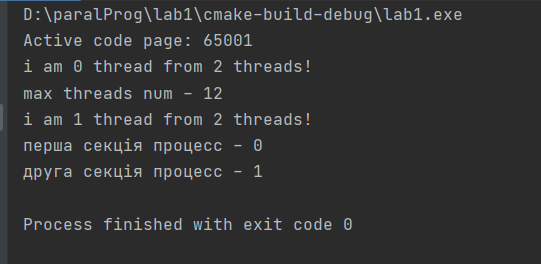 D:\paralProg\lab1\cmake-build-debug\lab1.exe
Active code page: 65001
i am 0 thread from 2 threads!
max threads num - 12
i am 1 thread from 2 threads!
перша секція процесс - 0
друга секція процесс - 1
Process finished with exit code 0